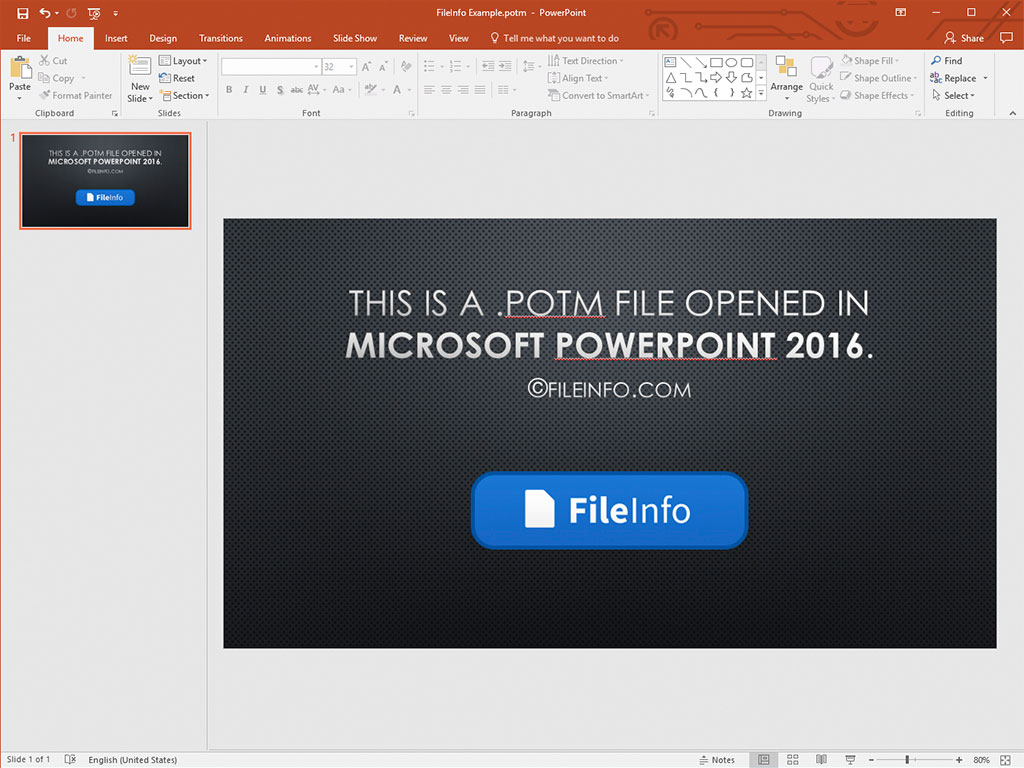 FileInfo Example.potm - PowerPoint
File Home Insert Design Transitions Animations Slide Show Review View Tell me what you want to do Share
Paste
Cut
Copy
Format Painter
Clipboard
New
Slide
Layout
Reset
Section
Slides
32
A A
B I U S abc AV Aa A
Font
Text Direction
Align Text
Convert to SmartArt
Paragraph
Arrange
Quick
Styles
Shape Fill
Shape Outline
Shape Effects
Drawing
Find
Replace
Select
Editing
1
THIS IS A .POTM FILE OPENED IN
MICROSOFT POWERPOINT 2016.
©FILEINFO.COM
FileInfo
THIS IS A .POTM FILE OPENED IN
MICROSOFT POWERPOINT 2016.
©FILEINFO.COM
FileInfo
Slide 1 of 1 English (United States) Notes 80%